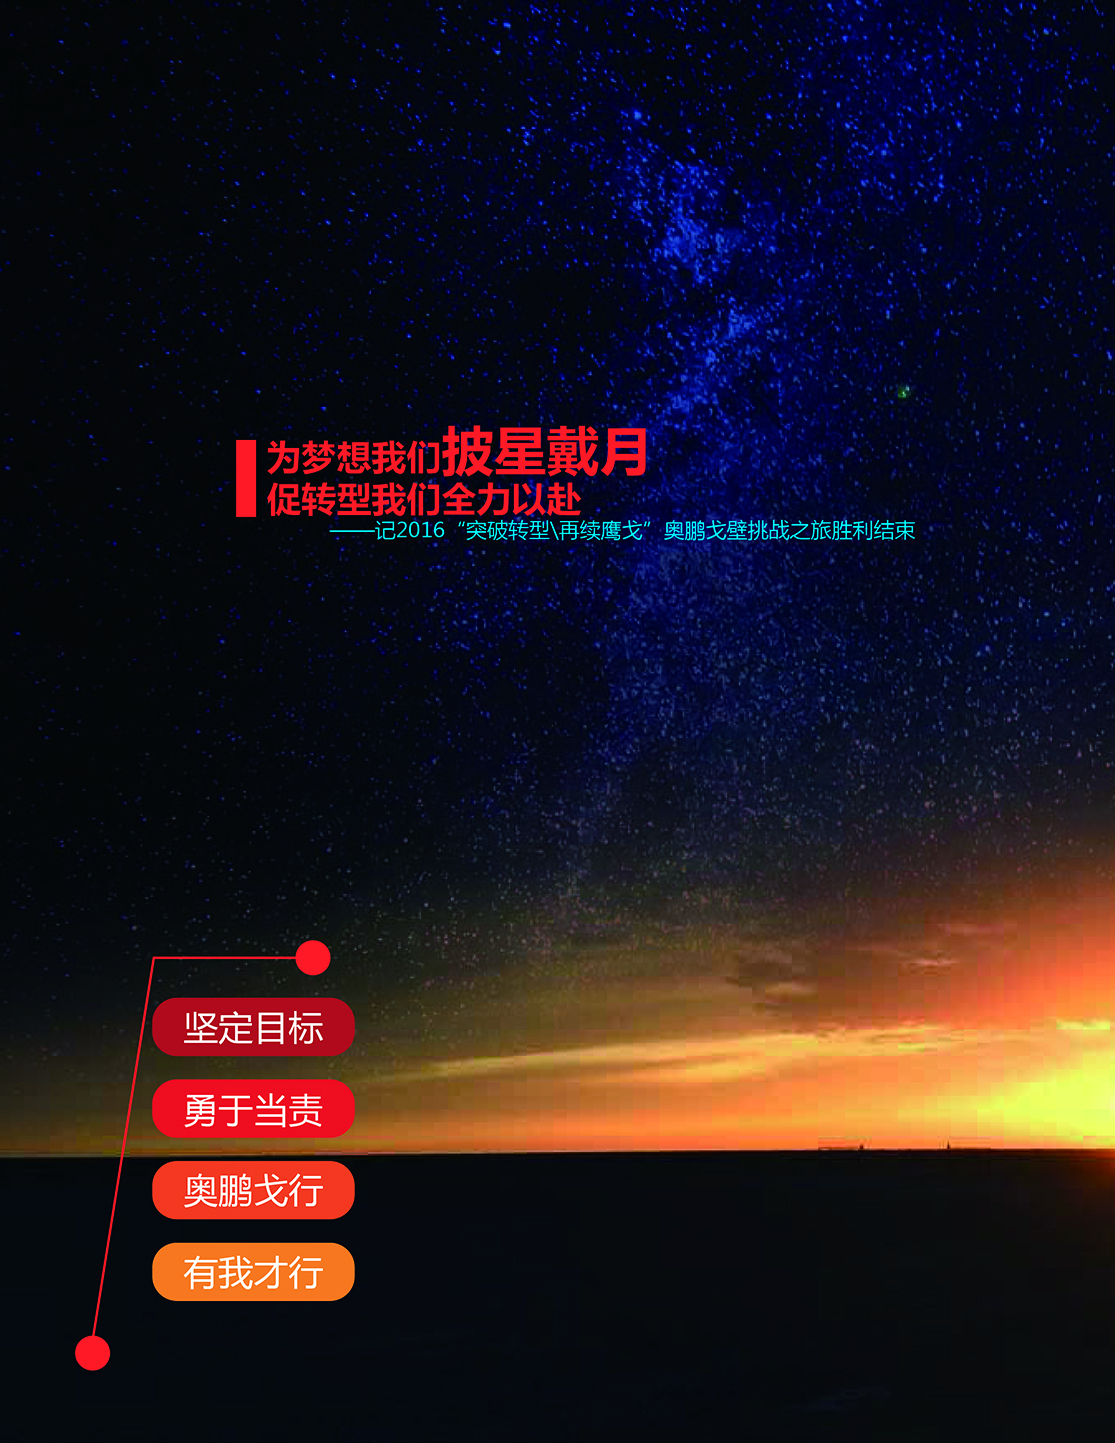 为梦想我们披星戴月
促转型我们全力以赴
——记2016“突破转型\再续鹰戈”奥鹏戈壁挑战之旅胜利结束
坚定目标
勇于当责
奥鹏戈行
有我才行